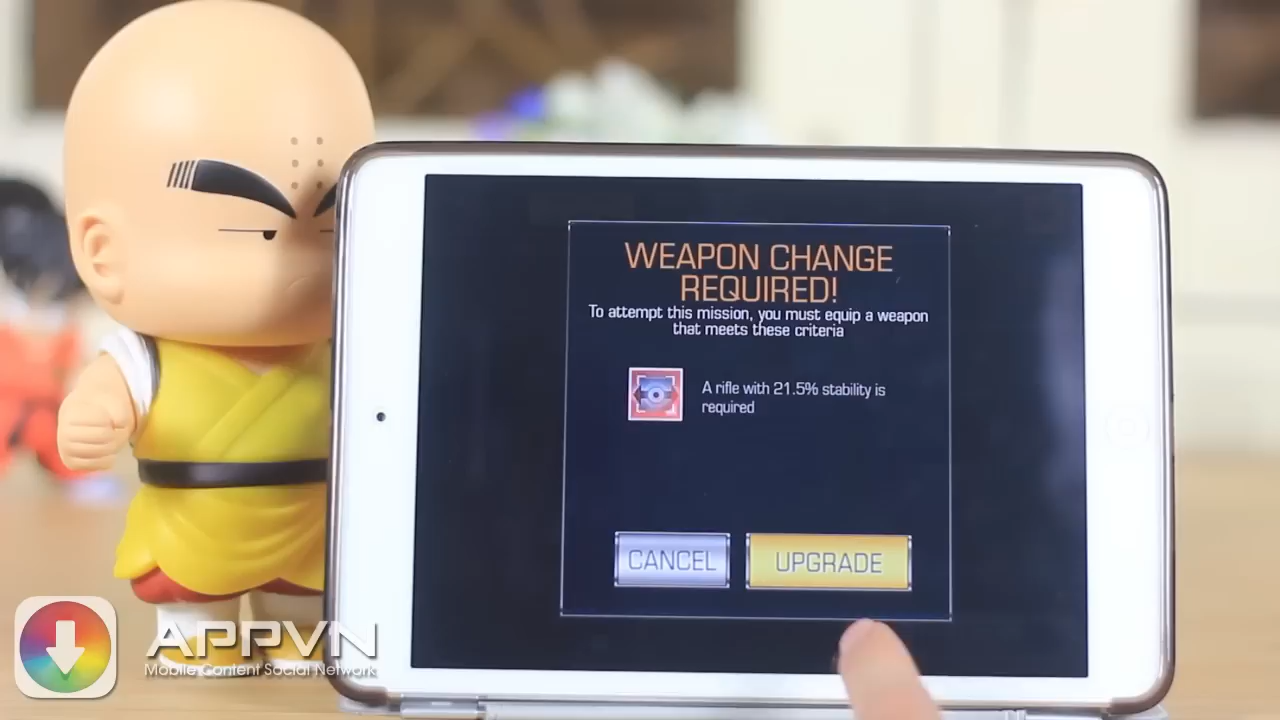 WEAPON CHANGE
REQUIRED!
To attempt this mission, you must equip a weapon
that meets these criteria
A rifle with 21.5% stability is
required
CANCEL
UPGRADE
APPVN
Mobile Content Social Network